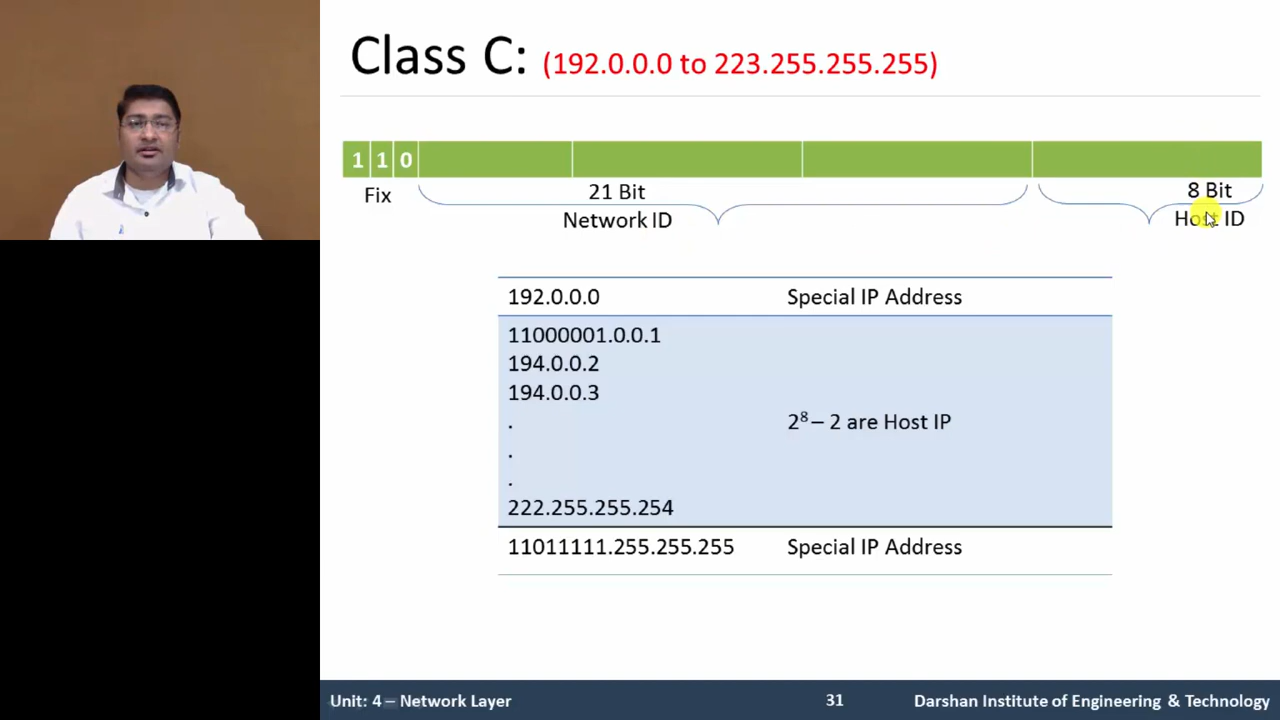 Class C: (192.0.0.0 to 223.255.255.255)
1 1 0
Fix
21 Bit
Network ID
8 Bit
Host ID
192.0.0.0 Special IP Address
11000001.0.0.1
194.0.0.2
194.0.0.3
.
2⁸ – 2 are Host IP
.
.
222.255.255.254
11011111.255.255.255 Special IP Address
Unit: 4 – Network Layer 31 Darshan Institute of Engineering & Technology